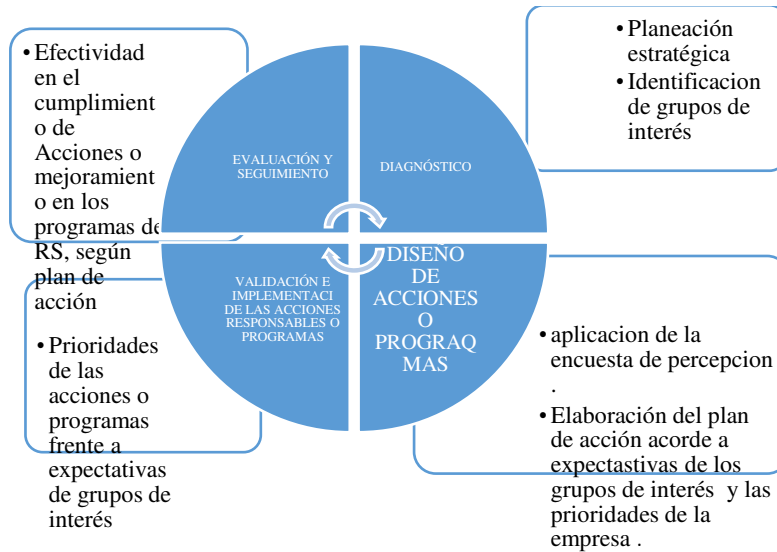 • Efectividad
en el
cumplimient
o de
Acciones o
mejoramient
o en los
programas de
RS, según
plan de
acción
EVALUACIÓN Y
SEGUIMIENTO
DIAGNÓSTICO
• Planeación
estratégica
• Identificacion
de grupos de
interés
• Prioridades
de las
acciones o
programas
frente a
expectativas
de grupos de
interés
VALIDACIÓN E
IMPLEMENTACI
DE LAS ACCIONES
RESPONSABLES O
PROGRAMAS
DISEÑO
DE
ACCIONES
O
PROGRAQ
MAS
• aplicacion de la
encuesta de percepcion
.
• Elaboración del plan
de acción acorde a
expectastivas de los
grupos de interés y las
prioridades de la
empresa .